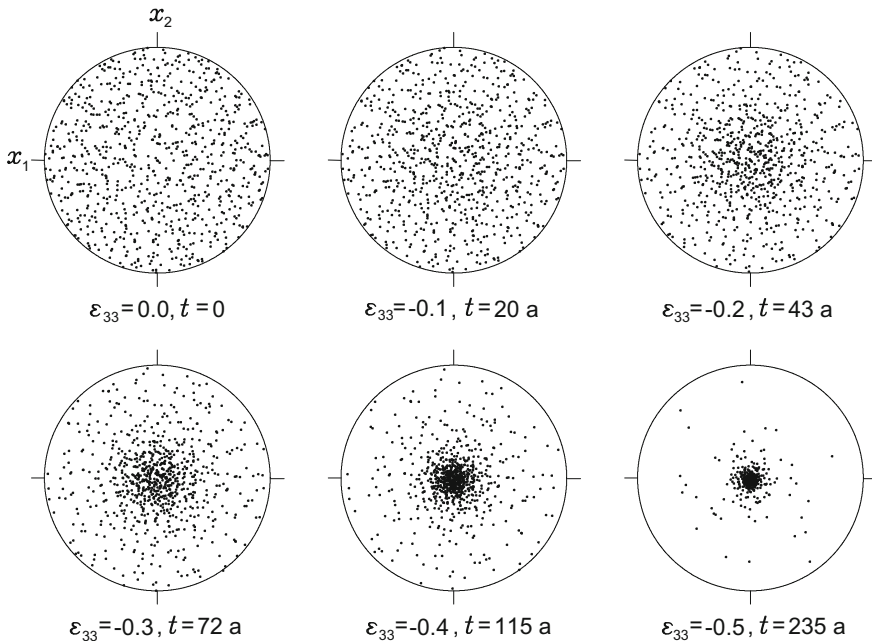 x₂
x₁
ε₃₃=0.0, t=0
ε₃₃=-0.1, t=20 a
ε₃₃=-0.2, t=43 a
ε₃₃=-0.3, t=72 a
ε₃₃=-0.4, t=115 a
ε₃₃=-0.5, t=235 a